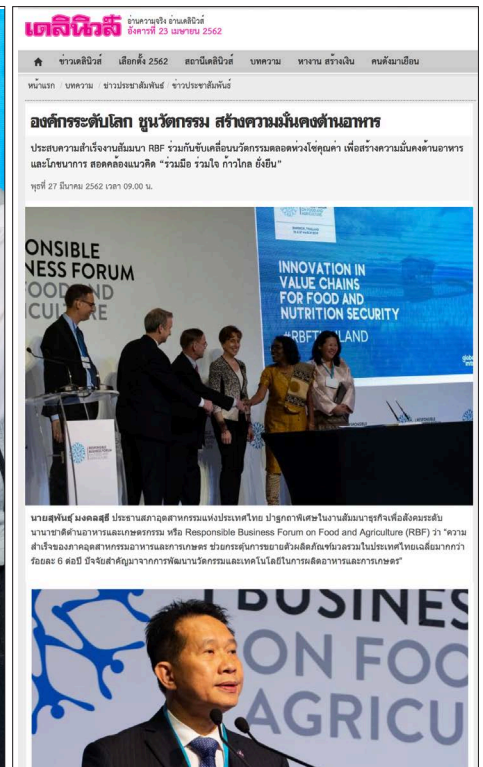 เดลินิวส์
อ่านความจริง อ่านเดลินิวส์
อังคารที่ 23 เมษายน 2562
ข่าวเดลินิวส์ เลือกตั้ง 2562 สถานีเดลินิวส์ บทความ หางาน สร้างเงิน คนดังมาเยือน
หน้าแรก / บทความ / ข่าวประชาสัมพันธ์ / ข่าวประชาสัมพันธ์
องค์กรระดับโลก ชูนวัตกรรม สร้างความมั่นคงด้านอาหาร
ประสบความสำเร็จงานสัมมนา RBF ร่วมกันขับเคลื่อนนวัตกรรมตลอดห่วงโซ่คุณค่า เพื่อสร้างความมั่นคงด้านอาหาร
และโภชนาการ สอดคล้องแนวคิด "ร่วมมือ ร่วมใจ ก้าวไกล ยั่งยืน"
พุธที่ 27 มีนาคม 2562 เวลา 09.00 น.
ONSIBLE
NESS FORUM
OOD AND
CULTURE
INNOVATION IN
VALUE CHAINS
FOR FOOD AND
NUTRITION SECURITY
#RBFTHAILAND
นายสุพันธุ์ มงคลสุธี ประธานสภาอุตสาหกรรมแห่งประเทศไทย ปาฐกถาพิเศษในงานสัมมนาธุรกิจเพื่อสังคมระดับ
นานาชาติด้านอาหารและเกษตรกรรม หรือ Responsible Business Forum on Food and Agriculture (RBF) ว่า "ความ
สำเร็จของภาคอุตสาหกรรมอาหารและการเกษตร ช่วยกระตุ้นการขยายตัวผลิตภัณฑ์มวลรวมในประเทศไทยเฉลี่ยมากกว่า
ร้อยละ 6 ต่อปี ปัจจัยสำคัญมาจากการพัฒนานวัตกรรมและเทคโนโลยีในการผลิตอาหารและการเกษตร"
BUSINES
ON FOO
AGRICU